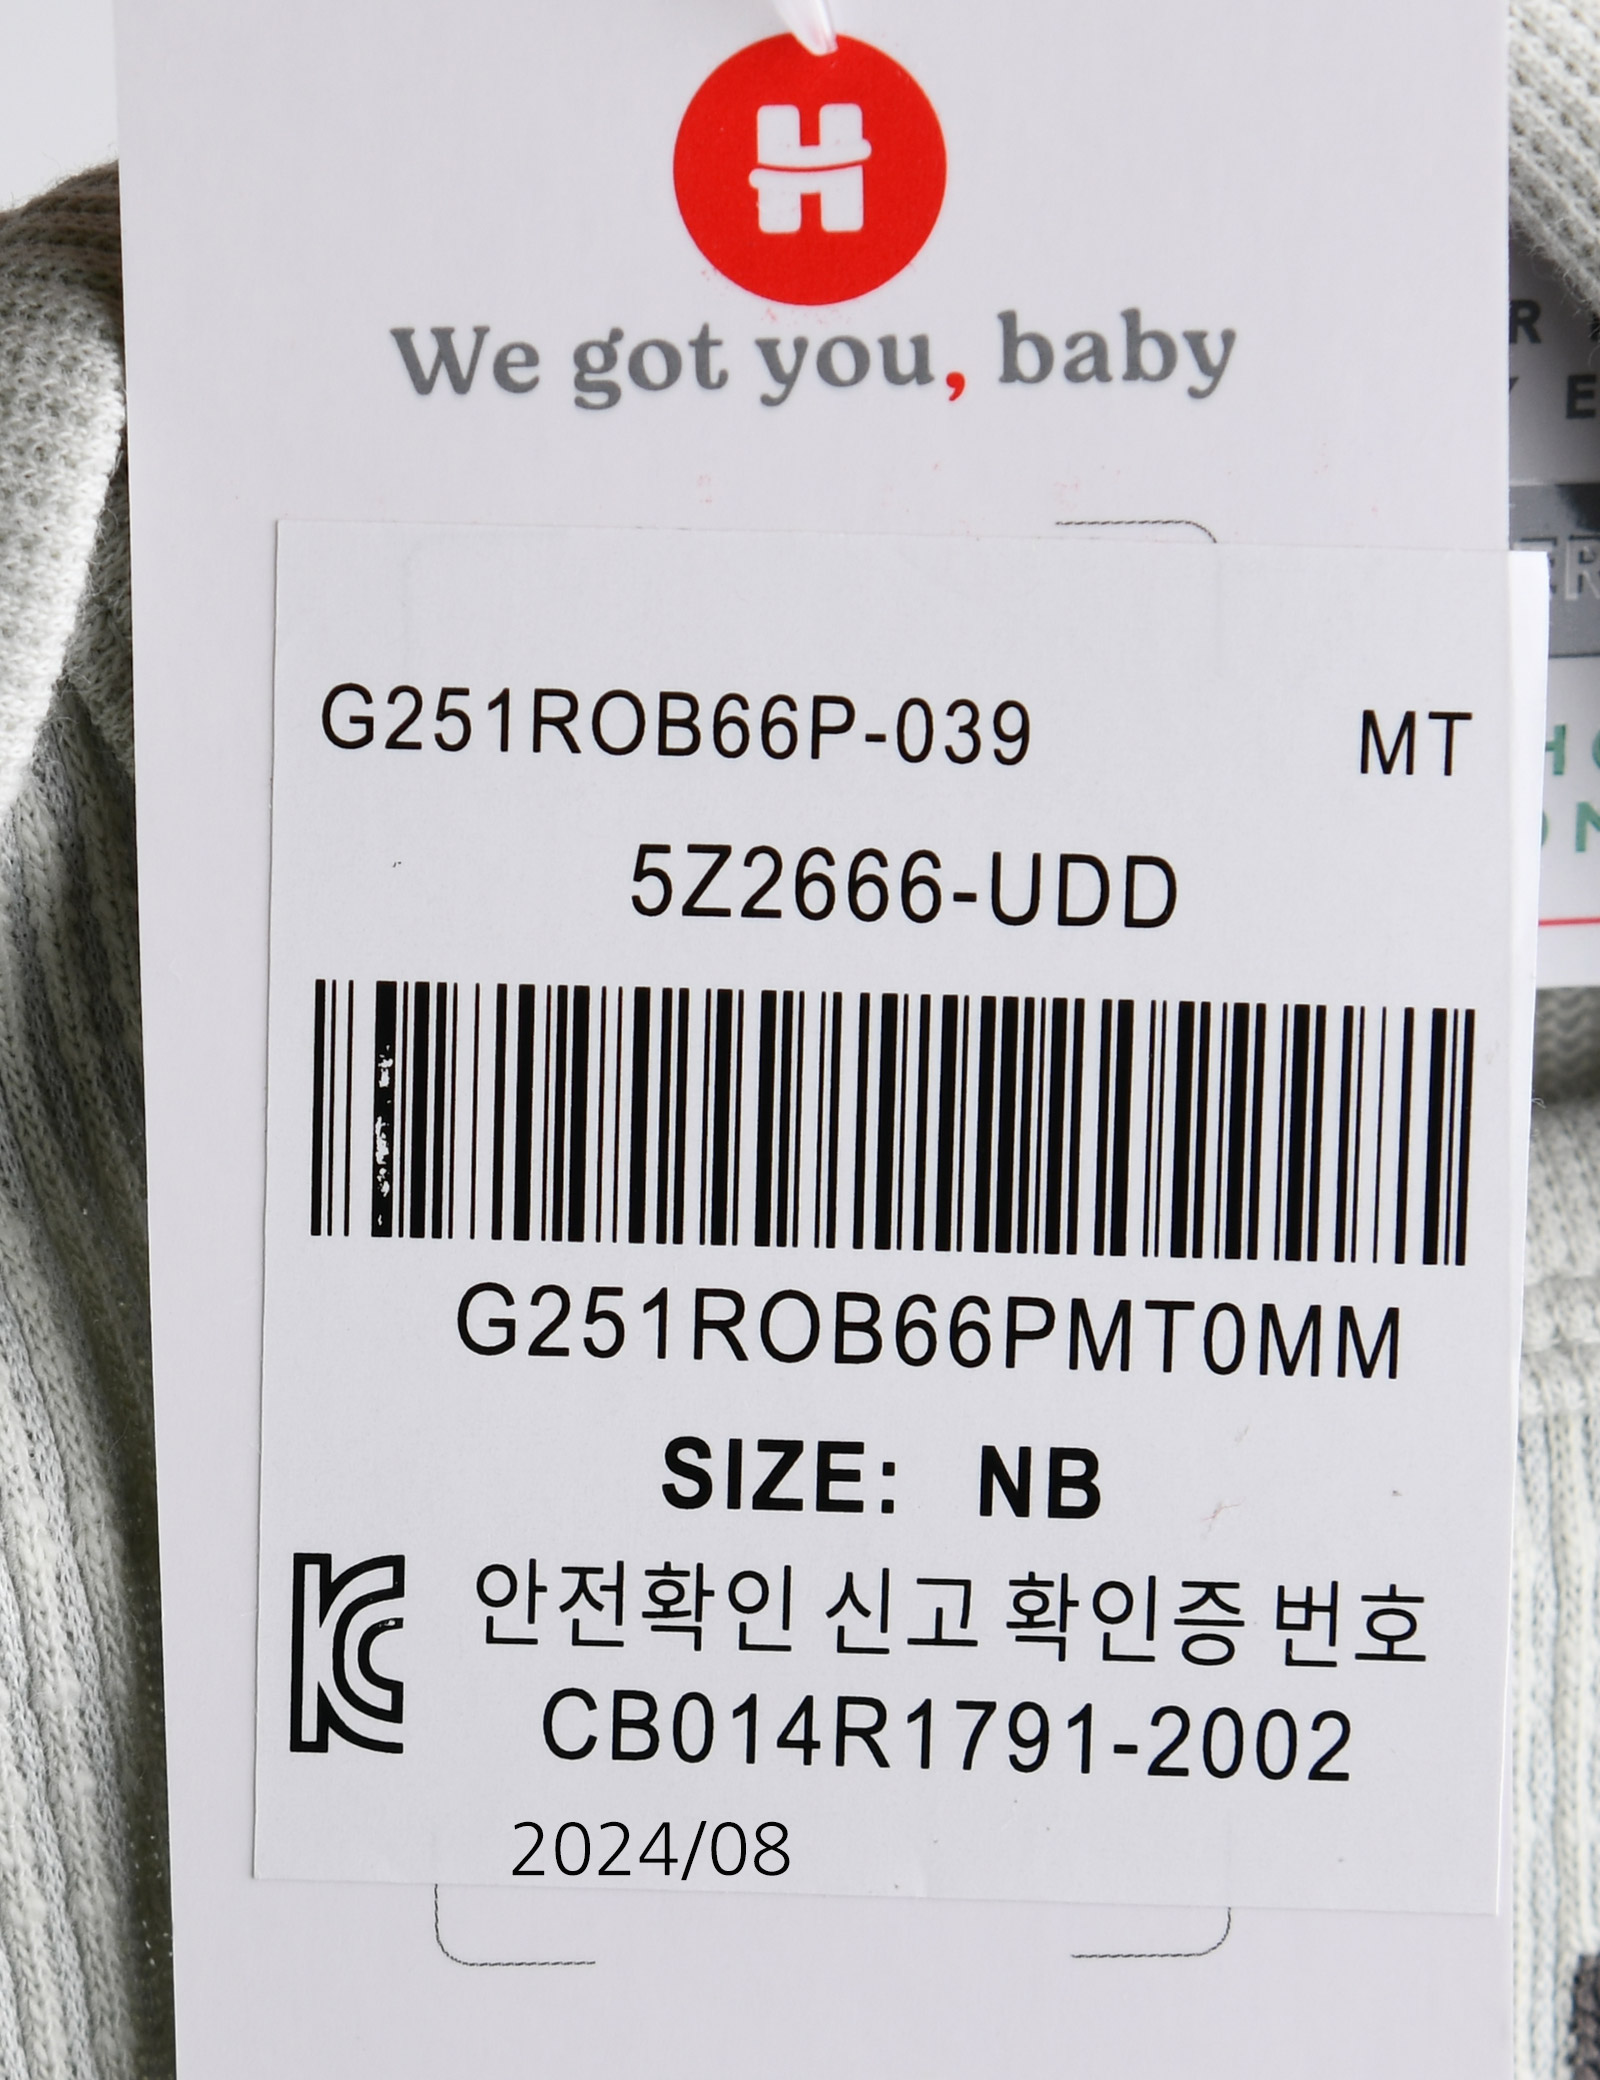 H
We got you, baby
G251ROB66P-039 MT
5Z2666-UDD
G251ROB66PMT0MM
SIZE: NB
안전확인 신고 확인증 번호
CB014R1791-2002
2024/08